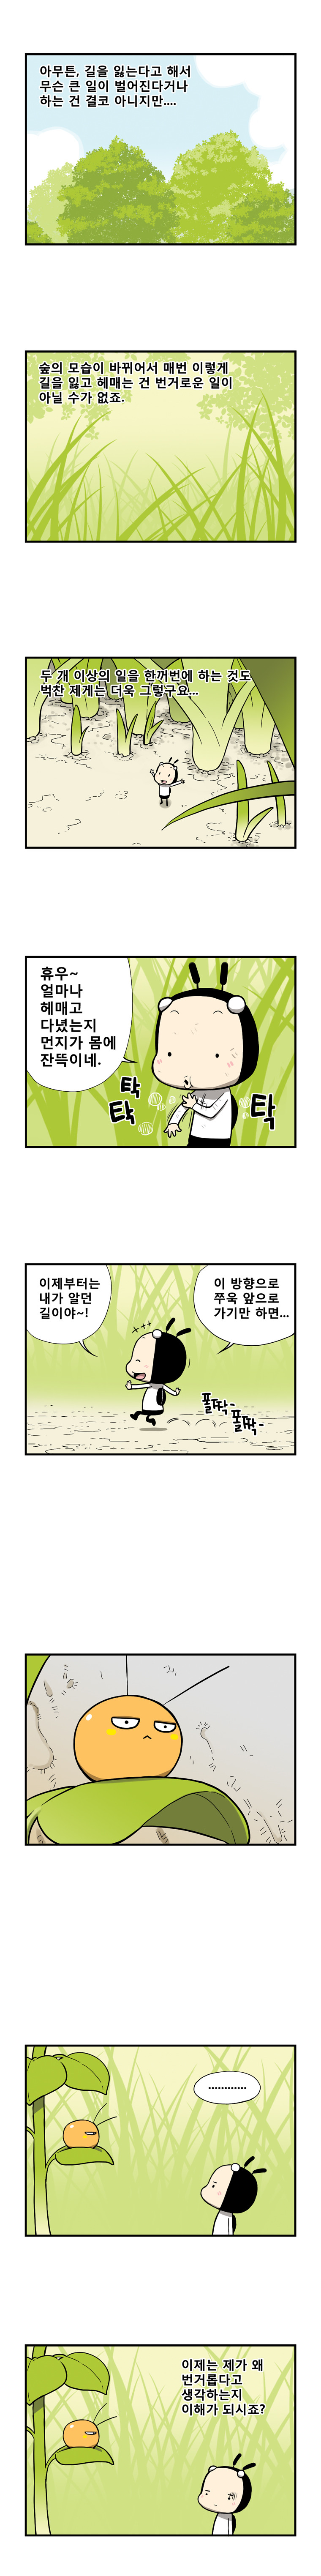 아무튼, 길을 잃는다고 해서
무슨 큰 일이 벌어진다거나
하는 건 결코 아니지만....
숲의 모습이 바뀌어서 매번 이렇게
길을 잃고 헤매는 건 번거로운 일이
아닐 수가 없죠.
두 개 이상의 일을 한꺼번에 하는 것도
벅찬 제게는 더욱 그렇구요...
휴우~
얼마나
헤매고
다녔는지
먼지가 몸에
잔뜩이네.
탁
탁
탁
이제부터는
내가 알던
길이야~!
이 방향으로
쭈욱 앞으로
가기만 하면...
폴짝~
폴짝~
............
이제는 제가 왜
번거롭다고
생각하는지
이해가 되시죠?